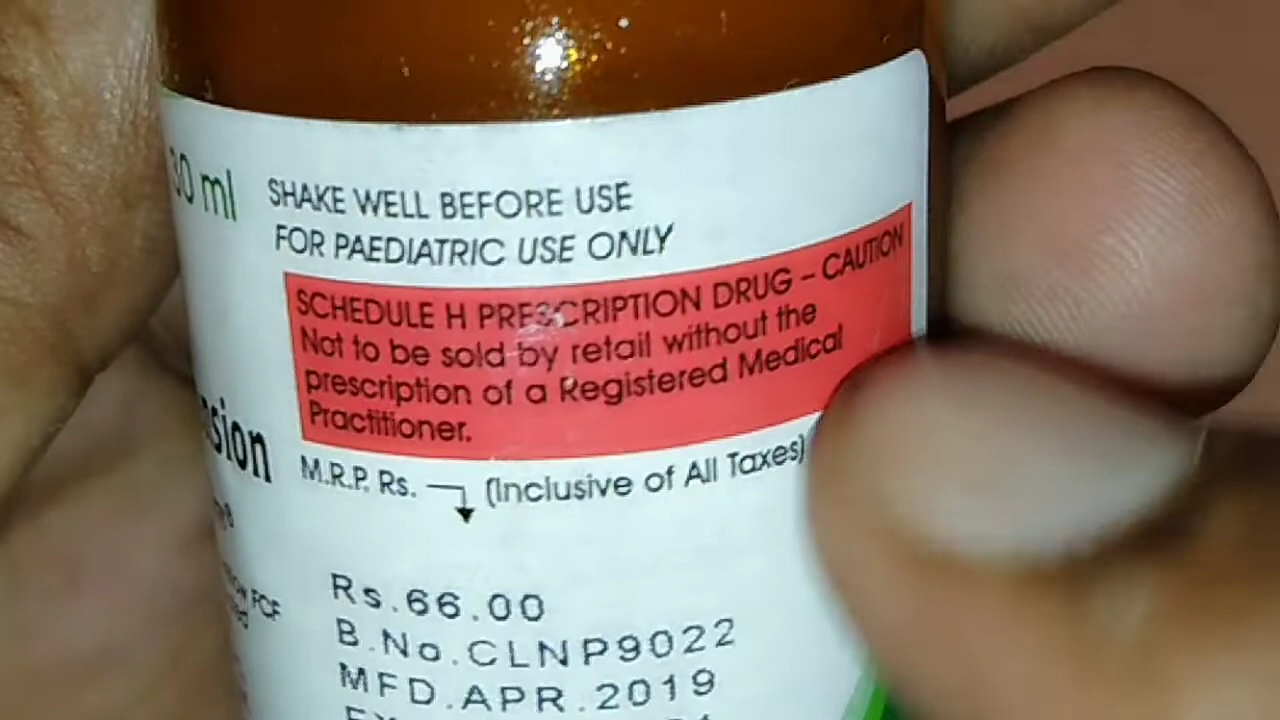 30 ml
SHAKE WELL BEFORE USE
FOR PAEDIATRIC USE ONLY
SCHEDULE H PRESCRIPTION DRUG – CAUTION
Not to be sold by retail without the
prescription of a Registered Medical
Practitioner.
M.R.P. Rs. (Inclusive of All Taxes)
Rs.66.00
B.No.CLNP9022
MFD.APR.2019